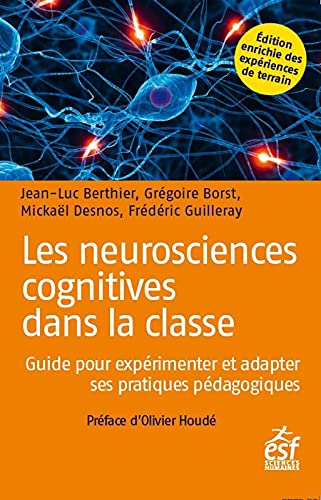 Édition
enrichie des
expériences
de terrain
Jean-Luc Berthier, Grégoire Borst,
Mickaël Desnos, Frédéric Guilleray
Les neurosciences
cognitives
dans la classe
Guide pour expérimenter et adapter
ses pratiques pédagogiques
Préface d'Olivier Houdé
esf
SCIENCES
HUMAINES